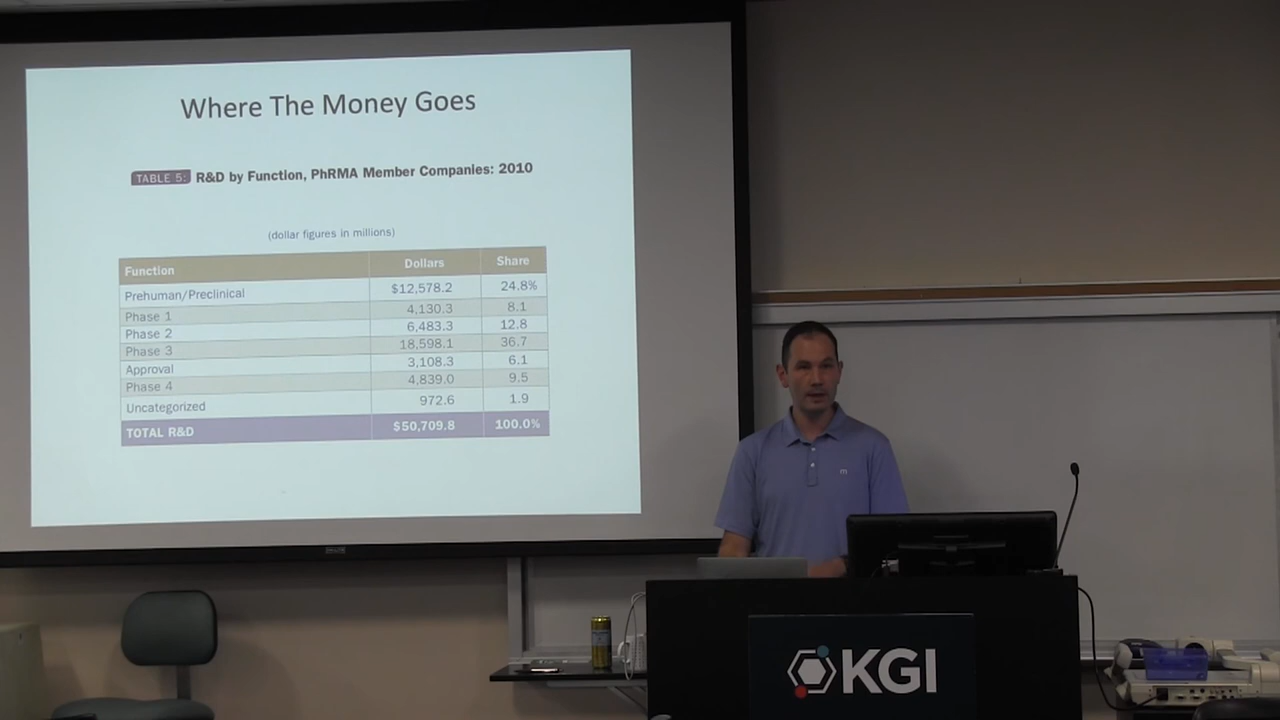 Where The Money Goes
TABLE 5: R&D by Function, PhRMA Member Companies: 2010
(dollar figures in millions)
Function Dollars Share
Prehuman/Preclinical $12,578.2 24.8%
Phase 1 4,130.3 8.1
Phase 2 6,483.3 12.8
Phase 3 18,598.1 36.7
Approval 3,108.3 6.1
Phase 4 4,839.0 9.5
Uncategorized 972.6 1.9
TOTAL R&D $50,709.8 100.0%
m
KGI